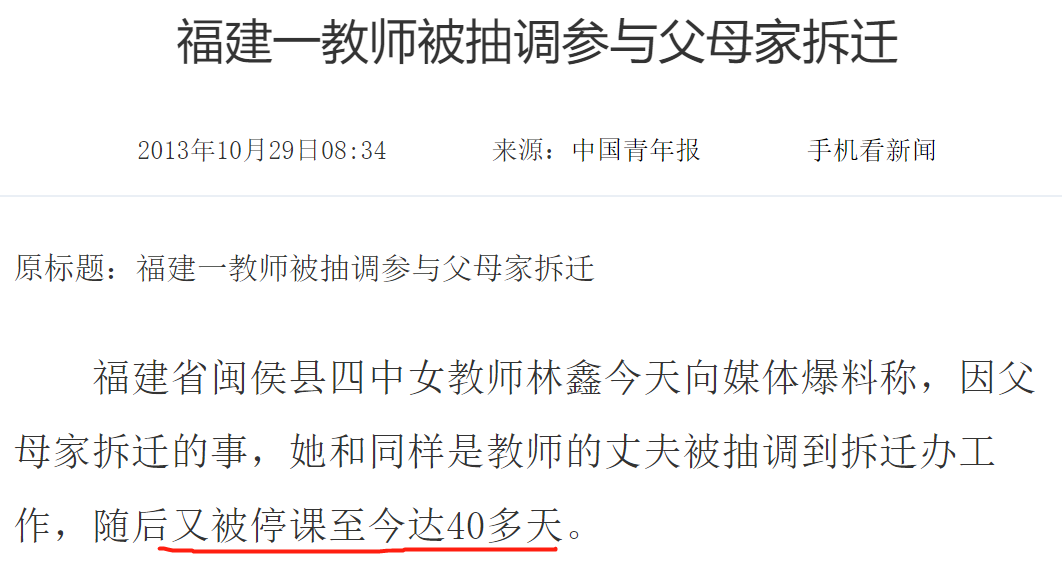 福建一教师被抽调参与父母家拆迁
2013年10月29日08:34 来源：中国青年报 手机看新闻
原标题：福建一教师被抽调参与父母家拆迁
福建省闽侯县四中女教师林鑫今天向媒体爆料称，因父
母家拆迁的事，她和同样是教师的丈夫被抽调到拆迁办工
作，随后又被停课至今达40多天。